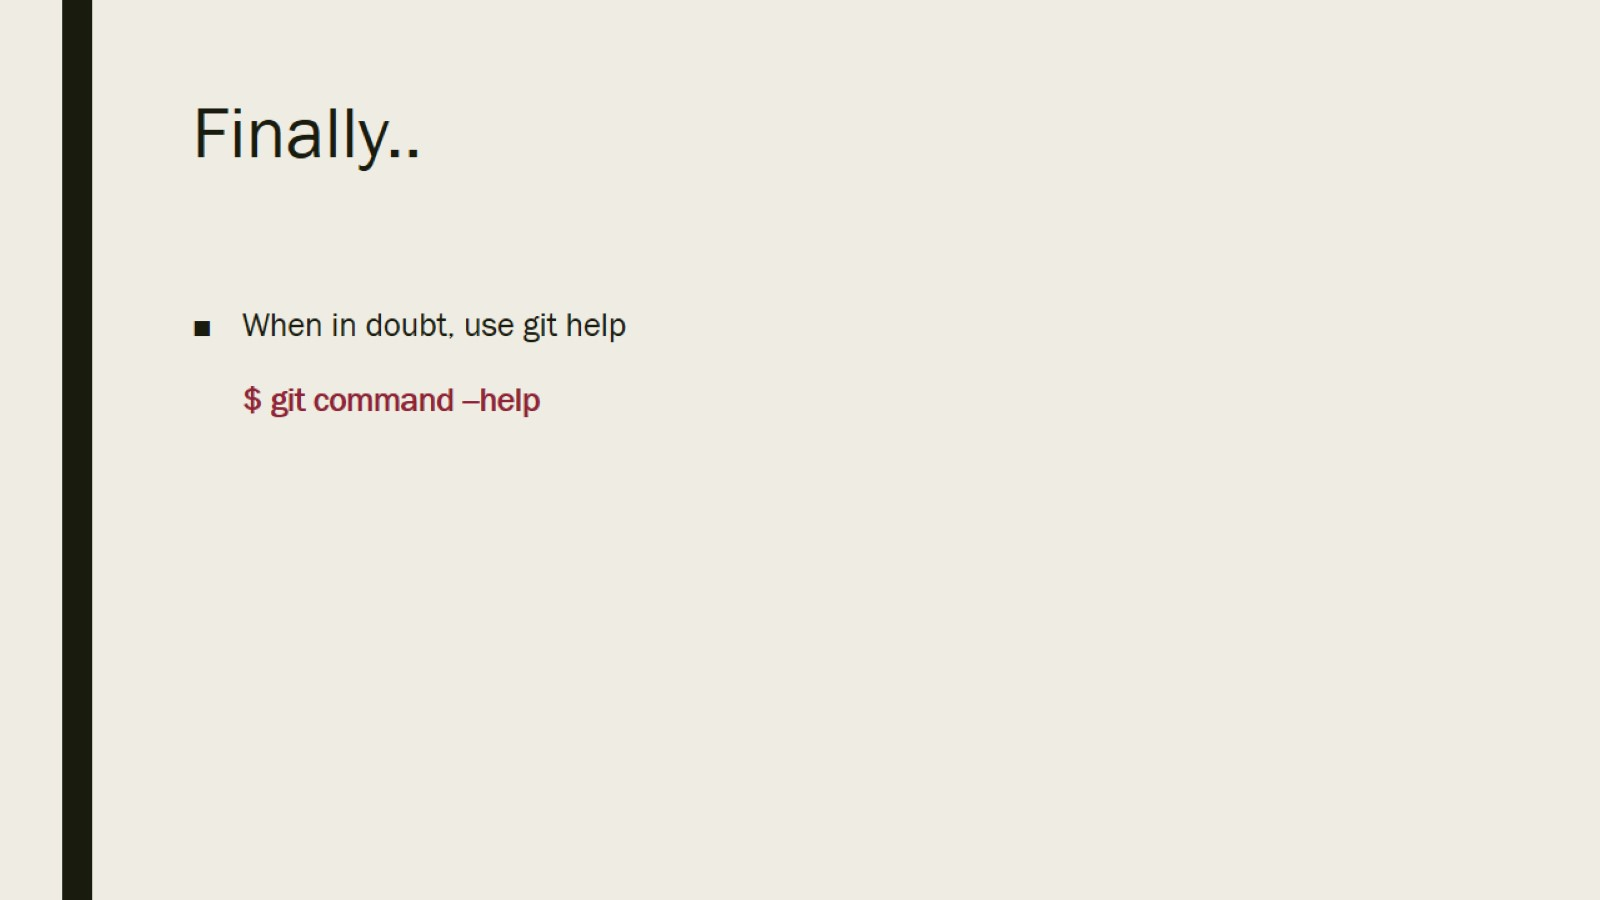 Finally..
■ When in doubt, use git help
$ git command –help